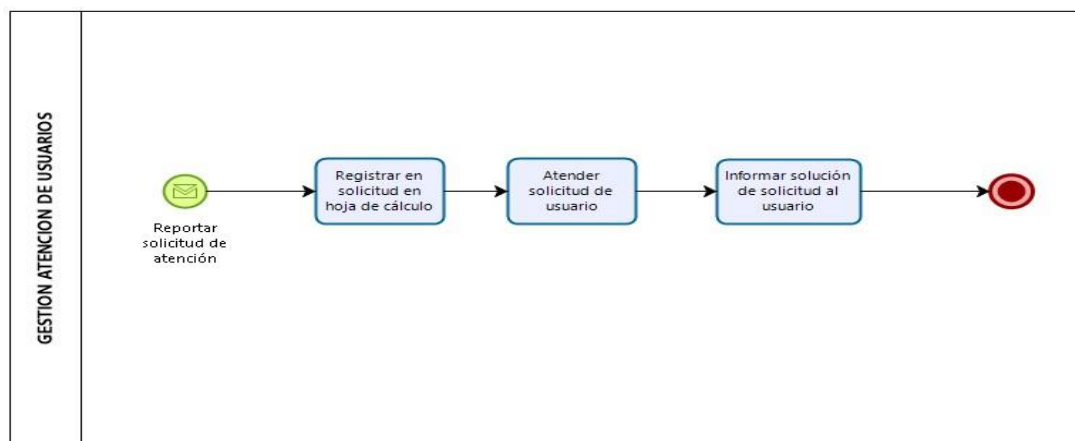 GESTION ATENCION DE USUARIOS
Reportar
solicitud de
atención
Registrar en
solicitud en
hoja de cálculo
Atender
solicitud de
usuario
Informar solución
de solicitud al
usuario